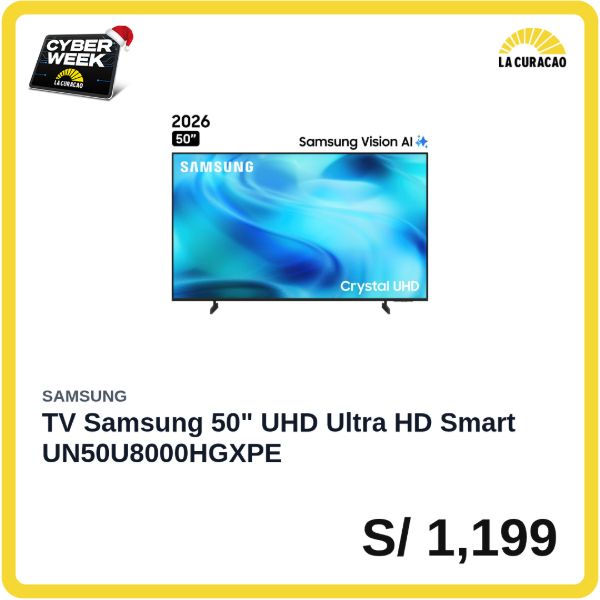 CYBER
WEEK
LA CURACAO
LA CURACAO
2026
50"
Samsung Vision AI
SAMSUNG
Crystal UHD
SAMSUNG
TV Samsung 50" UHD Ultra HD Smart
UN50U8000HGXPE
S/ 1,199